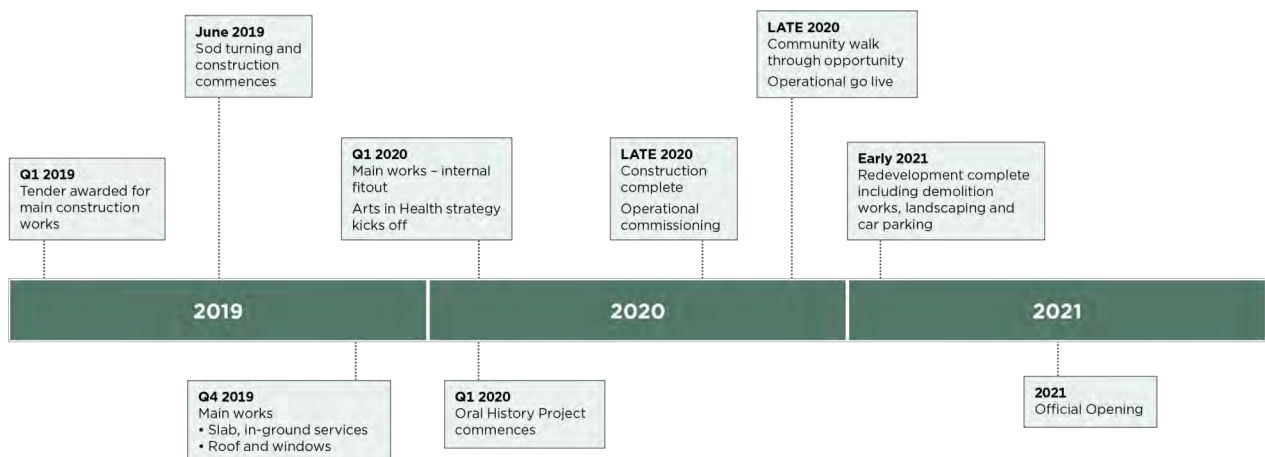 June 2019
Sod turning and
construction
commences
LATE 2020
Community walk
through opportunity
Operational go live
Q1 2019
Tender awarded for
main construction
works
Q1 2020
Main works – internal
fitout
Arts in Health strategy
kicks off
LATE 2020
Construction
complete
Operational
commissioning
Early 2021
Redevelopment complete
including demolition
works, landscaping and
car parking
2019
2020
2021
Q4 2019
Main works
• Slab, in-ground services
• Roof and windows
Q1 2020
Oral History Project
commences
2021
Official Opening